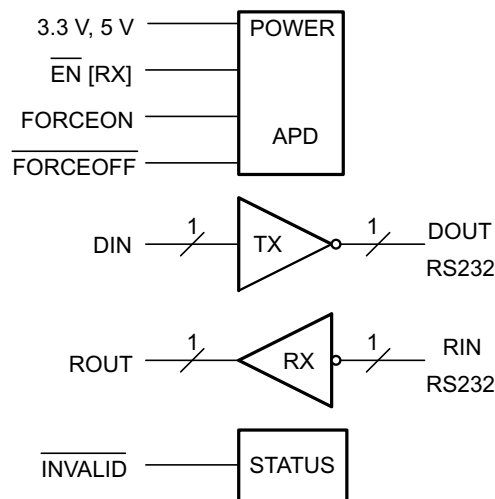 3.3 V, 5 V
POWER
EN [RX]
FORCEON
APD
FORCEOFF
1
1
DIN
TX
DOUT
RS232
1
1
ROUT
RX
RIN
RS232
INVALID
STATUS